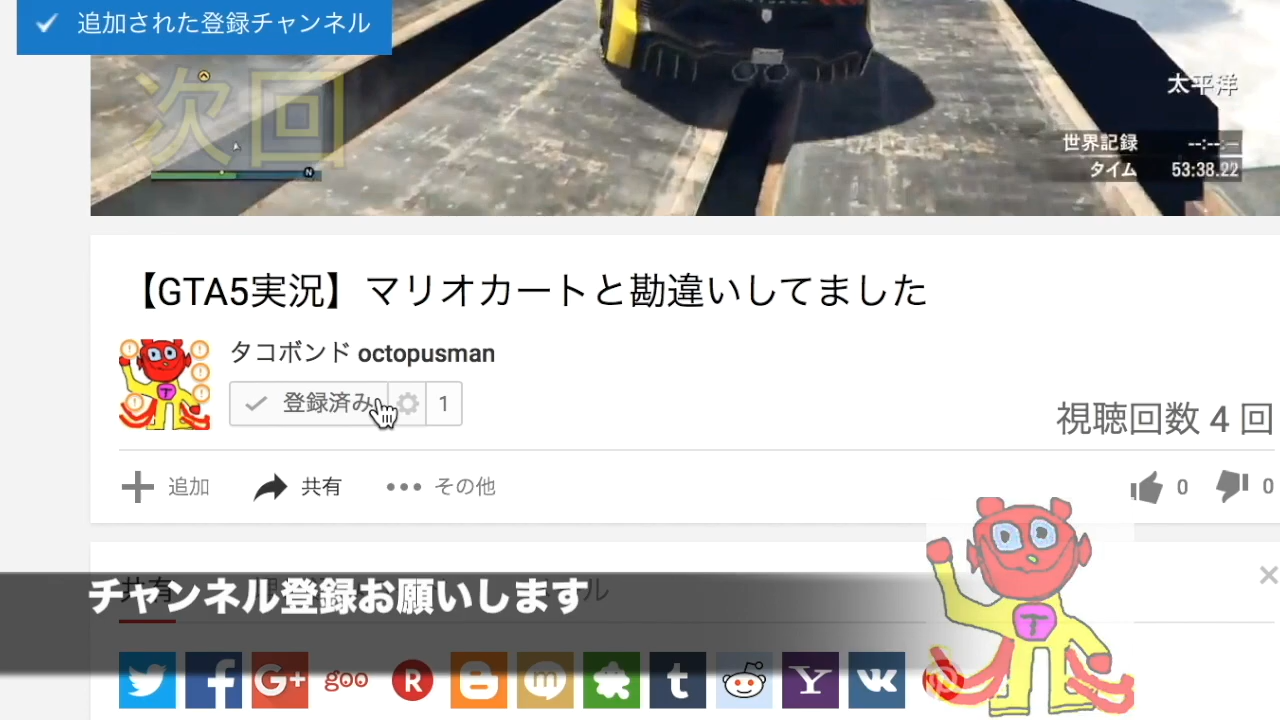 追加された登録チャンネル
次回
太平洋
世界記録 --:--.--
タイム 53:38.22
N
【GTA5実況】マリオカートと勘違いしてました
タコボンド octopusman
登録済み 1
視聴回数 4 回
追加 共有 その他
0 0
T
共有
チャンネル登録お願いします
f G+ goo R m t Y
T